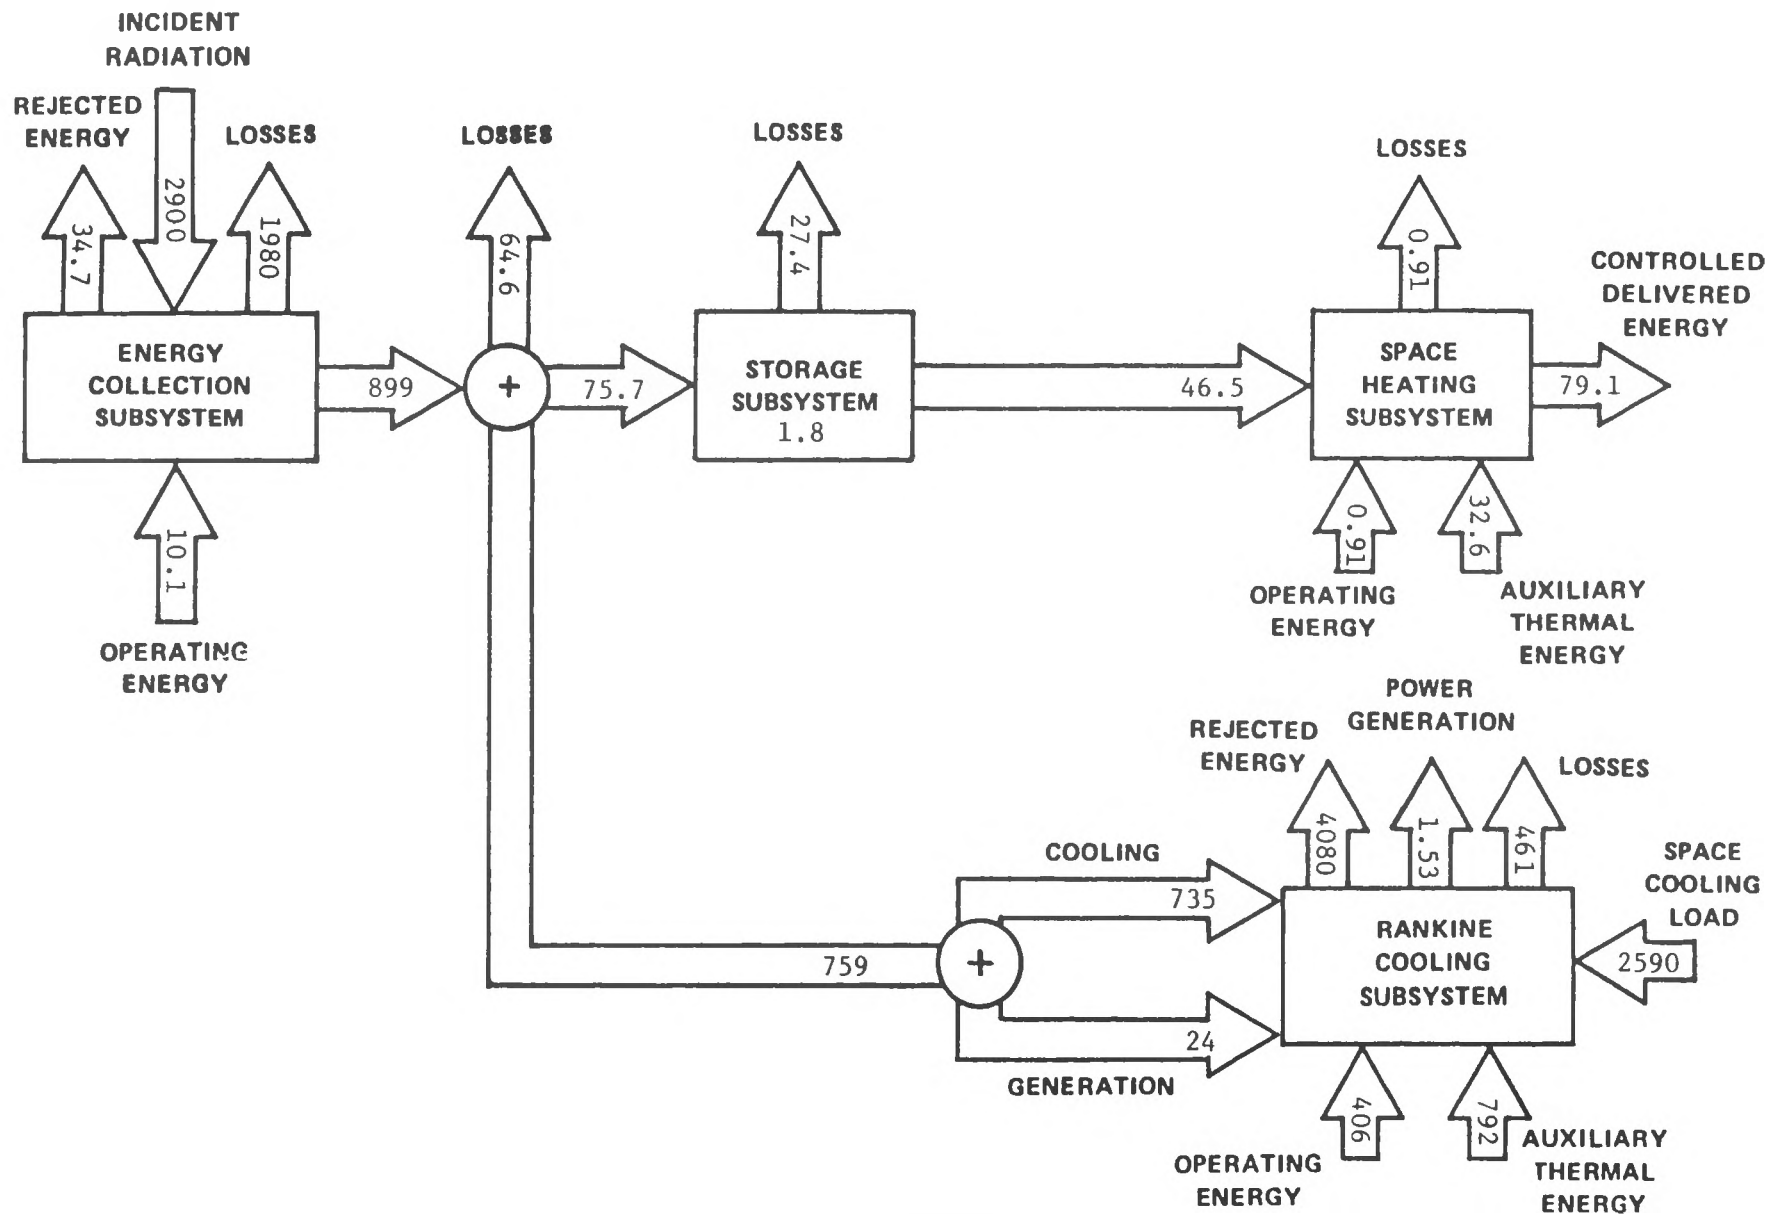 INCIDENT
RADIATION
REJECTED
ENERGY
LOSSES
LOSSES
LOSSES
LOSSES
34.7
2900
1980
64.6
27.4
0.91
CONTROLLED
DELIVERED
ENERGY
ENERGY
COLLECTION
SUBSYSTEM
899
+
75.7
STORAGE
SUBSYSTEM
1.8
46.5
SPACE
HEATING
SUBSYSTEM
79.1
10.1
OPERATING
ENERGY
0.91
32.6
OPERATING
ENERGY
AUXILIARY
THERMAL
ENERGY
REJECTED
ENERGY
POWER
GENERATION
LOSSES
4080
1.53
461
COOLING
735
759
+
24
GENERATION
RANKINE
COOLING
SUBSYSTEM
SPACE
COOLING
LOAD
2590
406
792
OPERATING
ENERGY
AUXILIARY
THERMAL
ENERGY